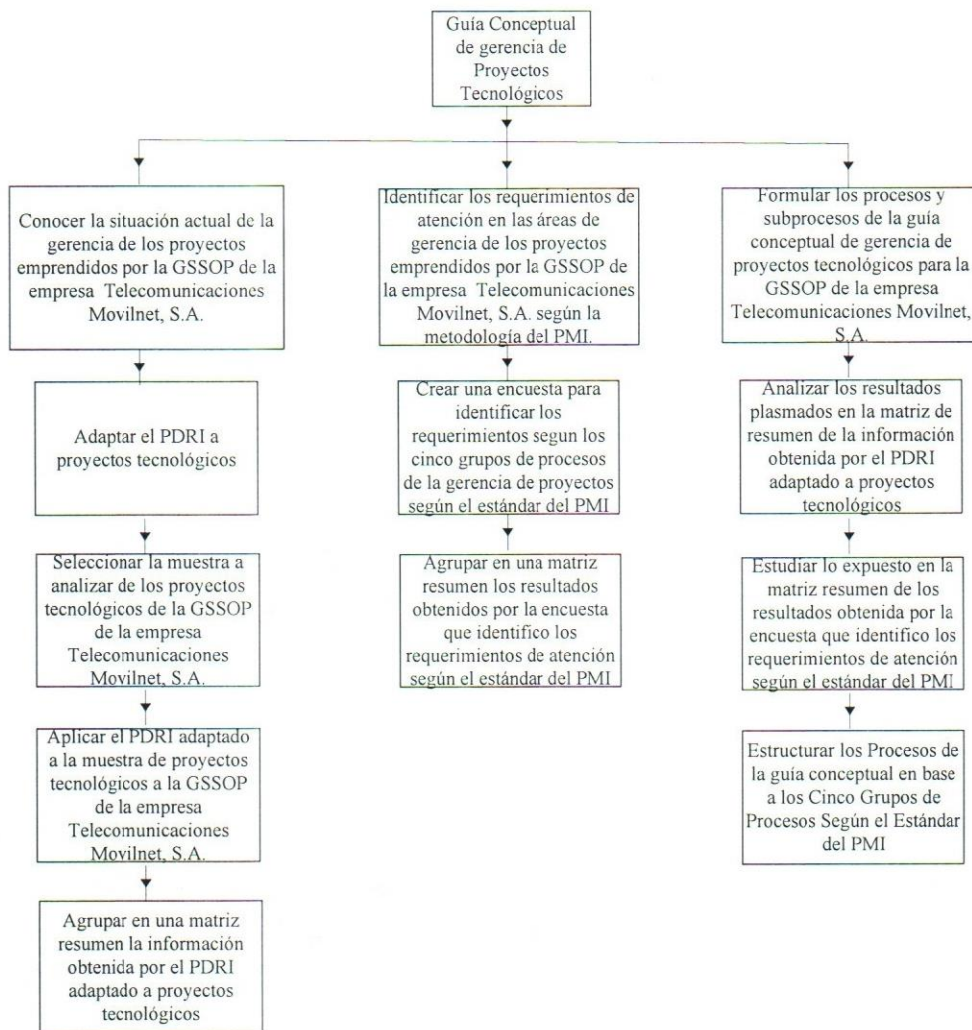 Guía Conceptual
de gerencia de
Proyectos
Tecnológicos
Conocer la situación actual de la
gerencia de los proyectos
emprendidos por la GSSOP de la
empresa Telecomunicaciones
Movilnet, S.A.
Adaptar el PDRI a
proyectos tecnológicos
Seleccionar la muestra a
analizar de los proyectos
tecnológicos de la GSSOP
de la empresa
Telecomunicaciones
Movilnet, S.A.
Aplicar el PDRI adaptado
a la muestra de proyectos
tecnológicos a la GSSOP
de la empresa
Telecomunicaciones
Movilnet, S.A.
Agrupar en una matriz
resumen la información
obtenida por el PDRI
adaptado a proyectos
tecnológicos
Identificar los requerimientos de
atención en las áreas de
gerencia de los proyectos
emprendidos por la GSSOP de
la empresa Telecomunicaciones
Movilnet, S.A. según la
metodología del PMI.
Crear una encuesta para
identificar los
requerimientos segun los
cinco grupos de procesos
de la gerencia de proyectos
según el estándar del PMI
Agrupar en una matriz
resumen los resultados
obtenidos por la encuesta
que identifico los
requerimientos de atención
según el estándar del PMI
Formular los procesos y
subprocesos de la guía
conceptual de gerencia de
proyectos tecnológicos para la
GSSOP de la empresa
Telecomunicaciones Movilnet,
S.A.
Analizar los resultados
plasmados en la matriz de
resumen de la información
obtenida por el PDRI
adaptado a proyectos
tecnológicos
Estudiar lo expuesto en la
matriz resumen de los
resultados obtenida por la
encuesta que identifico los
requerimientos de atención
según el estándar del PMI
Estructurar los Procesos de
la guía conceptual en base
a los Cinco Grupos de
Procesos Según el Estándar
del PMI